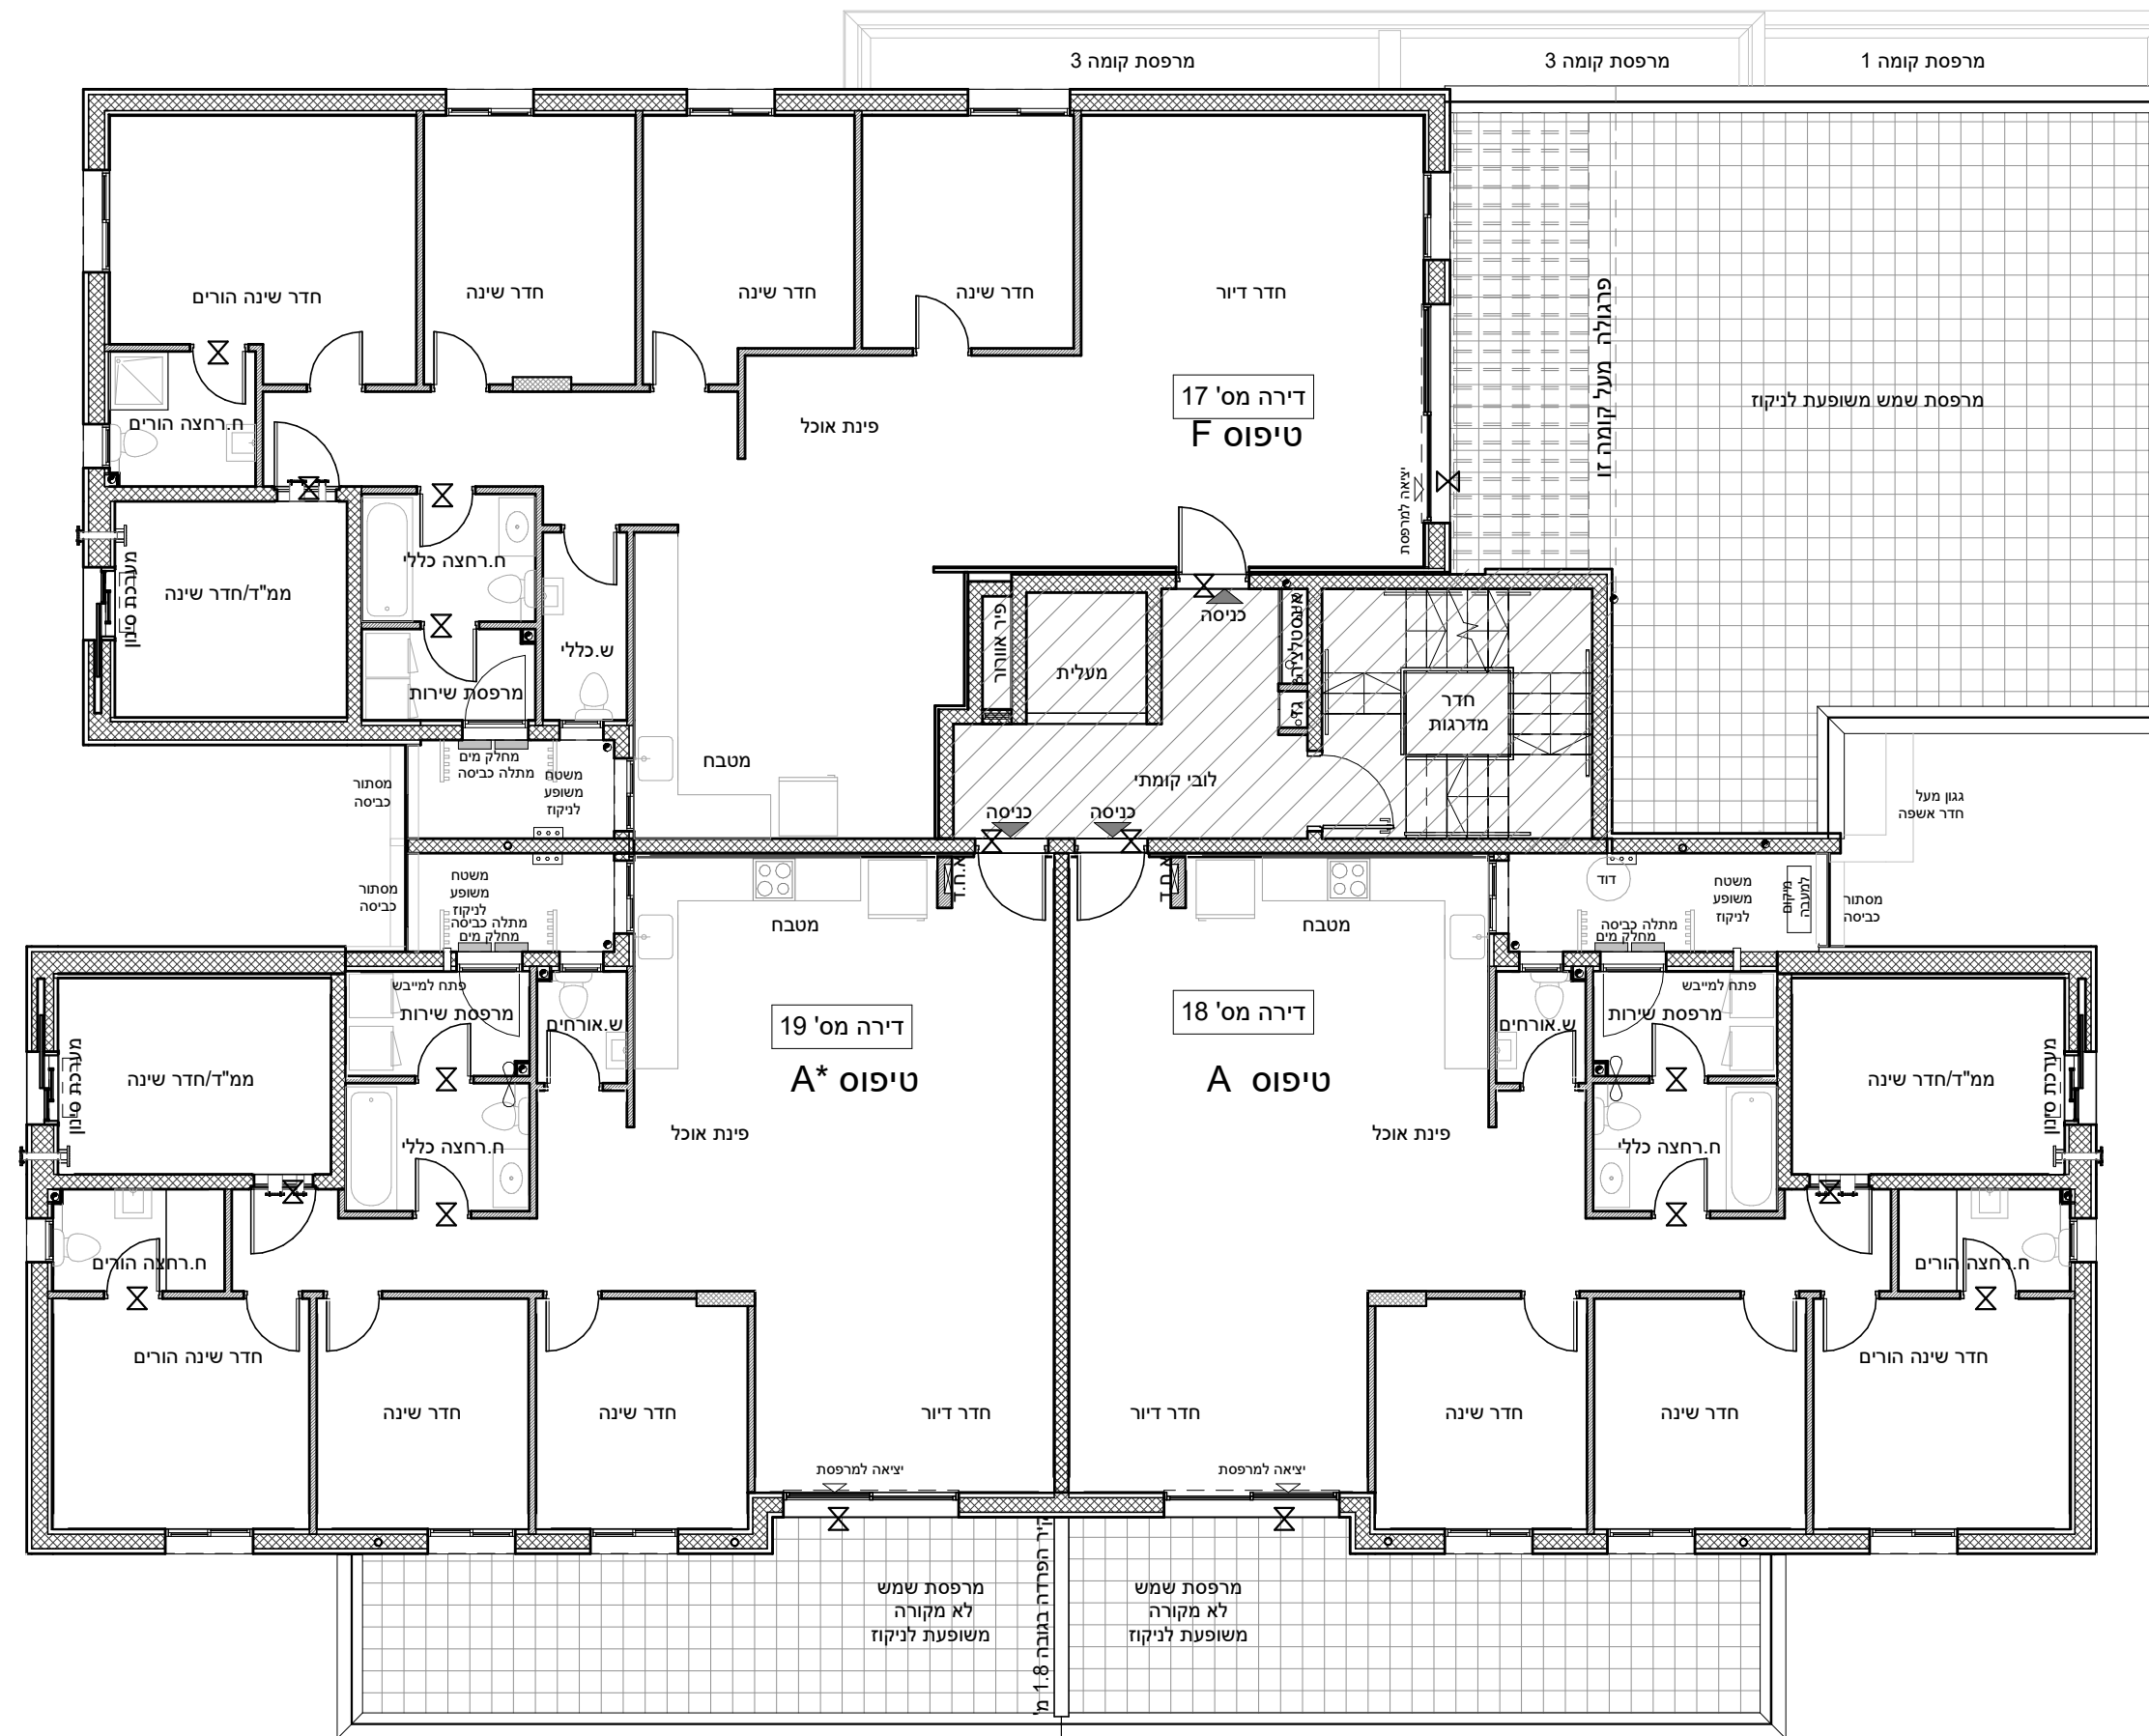 מרפסת קומה 3
מרפסת קומה 3
מרפסת קומה 1
חדר שינה הורים
חדר שינה
חדר שינה
חדר שינה
חדר דיור
דירה מס' 17
טיפוס F
פינת אוכל
ח.רחצה הורים
פרגולה מעל קומה זו
מרפסת שמש משופעת לניקוז
יציאה למרפסת
ממ"ד/חדר שינה
מערכת סינון
ח.רחצה כללי
ש.כללי
מרפסת שירות
פיר אוורור
מעלית
כניסה
גז
חדר
מדרגות
לובי קומתי
כניסה
כניסה
מטבח
מחלק מים
מתלה כביסה
משטח
משופע
לניקוז
מסתור
כביסה
גגון מעל
חדר אשפה
מסתור
כביסה
משטח
משופע
לניקוז
מתלה כביסה
מחלק מים
מטבח
א.ח.ד
א.ח.ד
מטבח
דוד
משטח
משופע
לניקוז
מיקום
למעבה
מסתור
כביסה
מתלה כביסה
מחלק מים
פתח למייבש
מרפסת שירות
ש.אורחים
דירה מס' 19
טיפוס A*
דירה מס' 18
טיפוס A
ש.אורחים
פתח למייבש
מרפסת שירות
ממ"ד/חדר שינה
מערכת סינון
ממ"ד/חדר שינה
מערכת סינון
ח.רחצה כללי
פינת אוכל
פינת אוכל
ח.רחצה כללי
ח.רחצה הורים
ח.רחצה הורים
חדר שינה הורים
חדר שינה
חדר שינה
חדר דיור
חדר דיור
חדר שינה
חדר שינה
חדר שינה הורים
יציאה למרפסת
יציאה למרפסת
מרפסת שמש
לא מקורה
משופעת לניקוז
קיר הפרדה בגובה 1.8 מ'
מרפסת שמש
לא מקורה
משופעת לניקוז